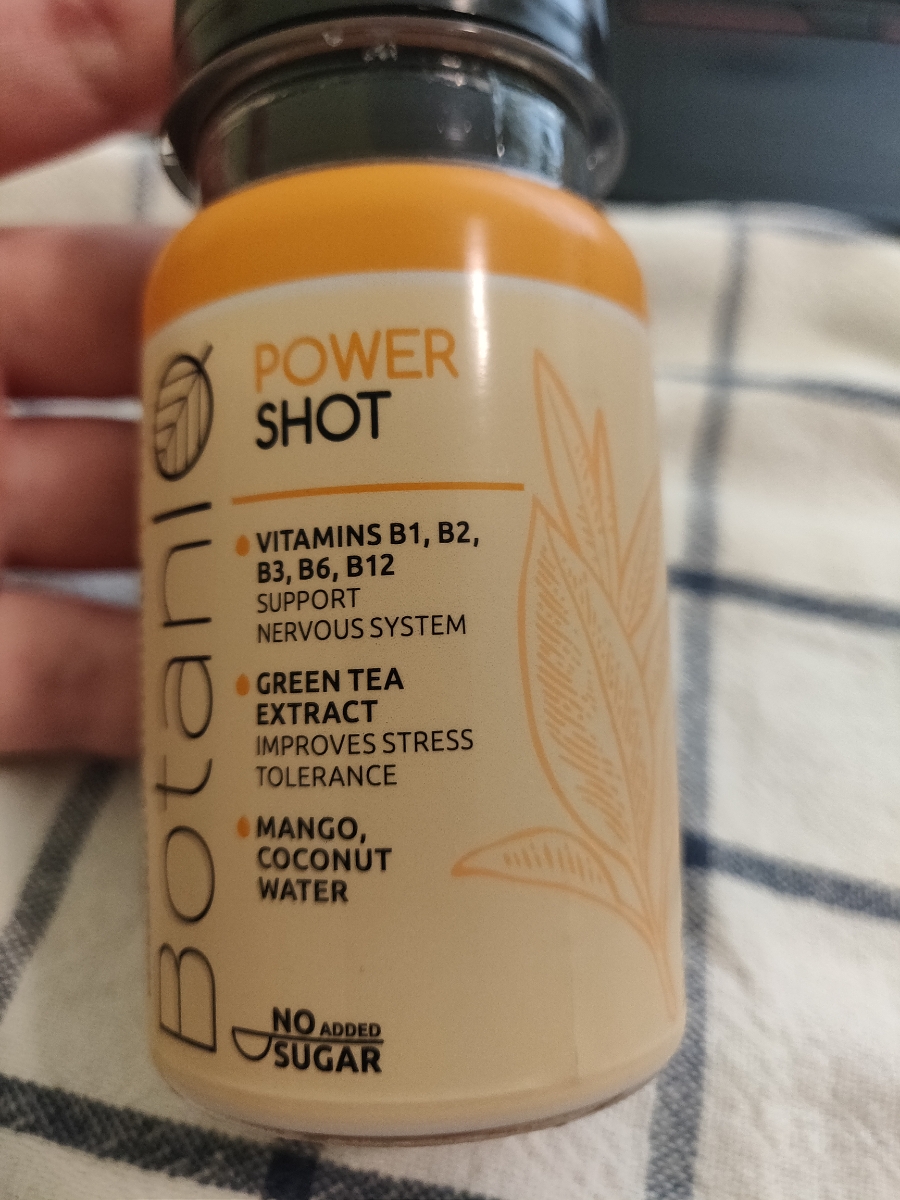 BotaniQ
POWER
SHOT
VITAMINS B1, B2,
B3, B6, B12
SUPPORT
NERVOUS SYSTEM
GREEN TEA
EXTRACT
IMPROVES STRESS
TOLERANCE
MANGO,
COCONUT
WATER
NO ADDED
SUGAR